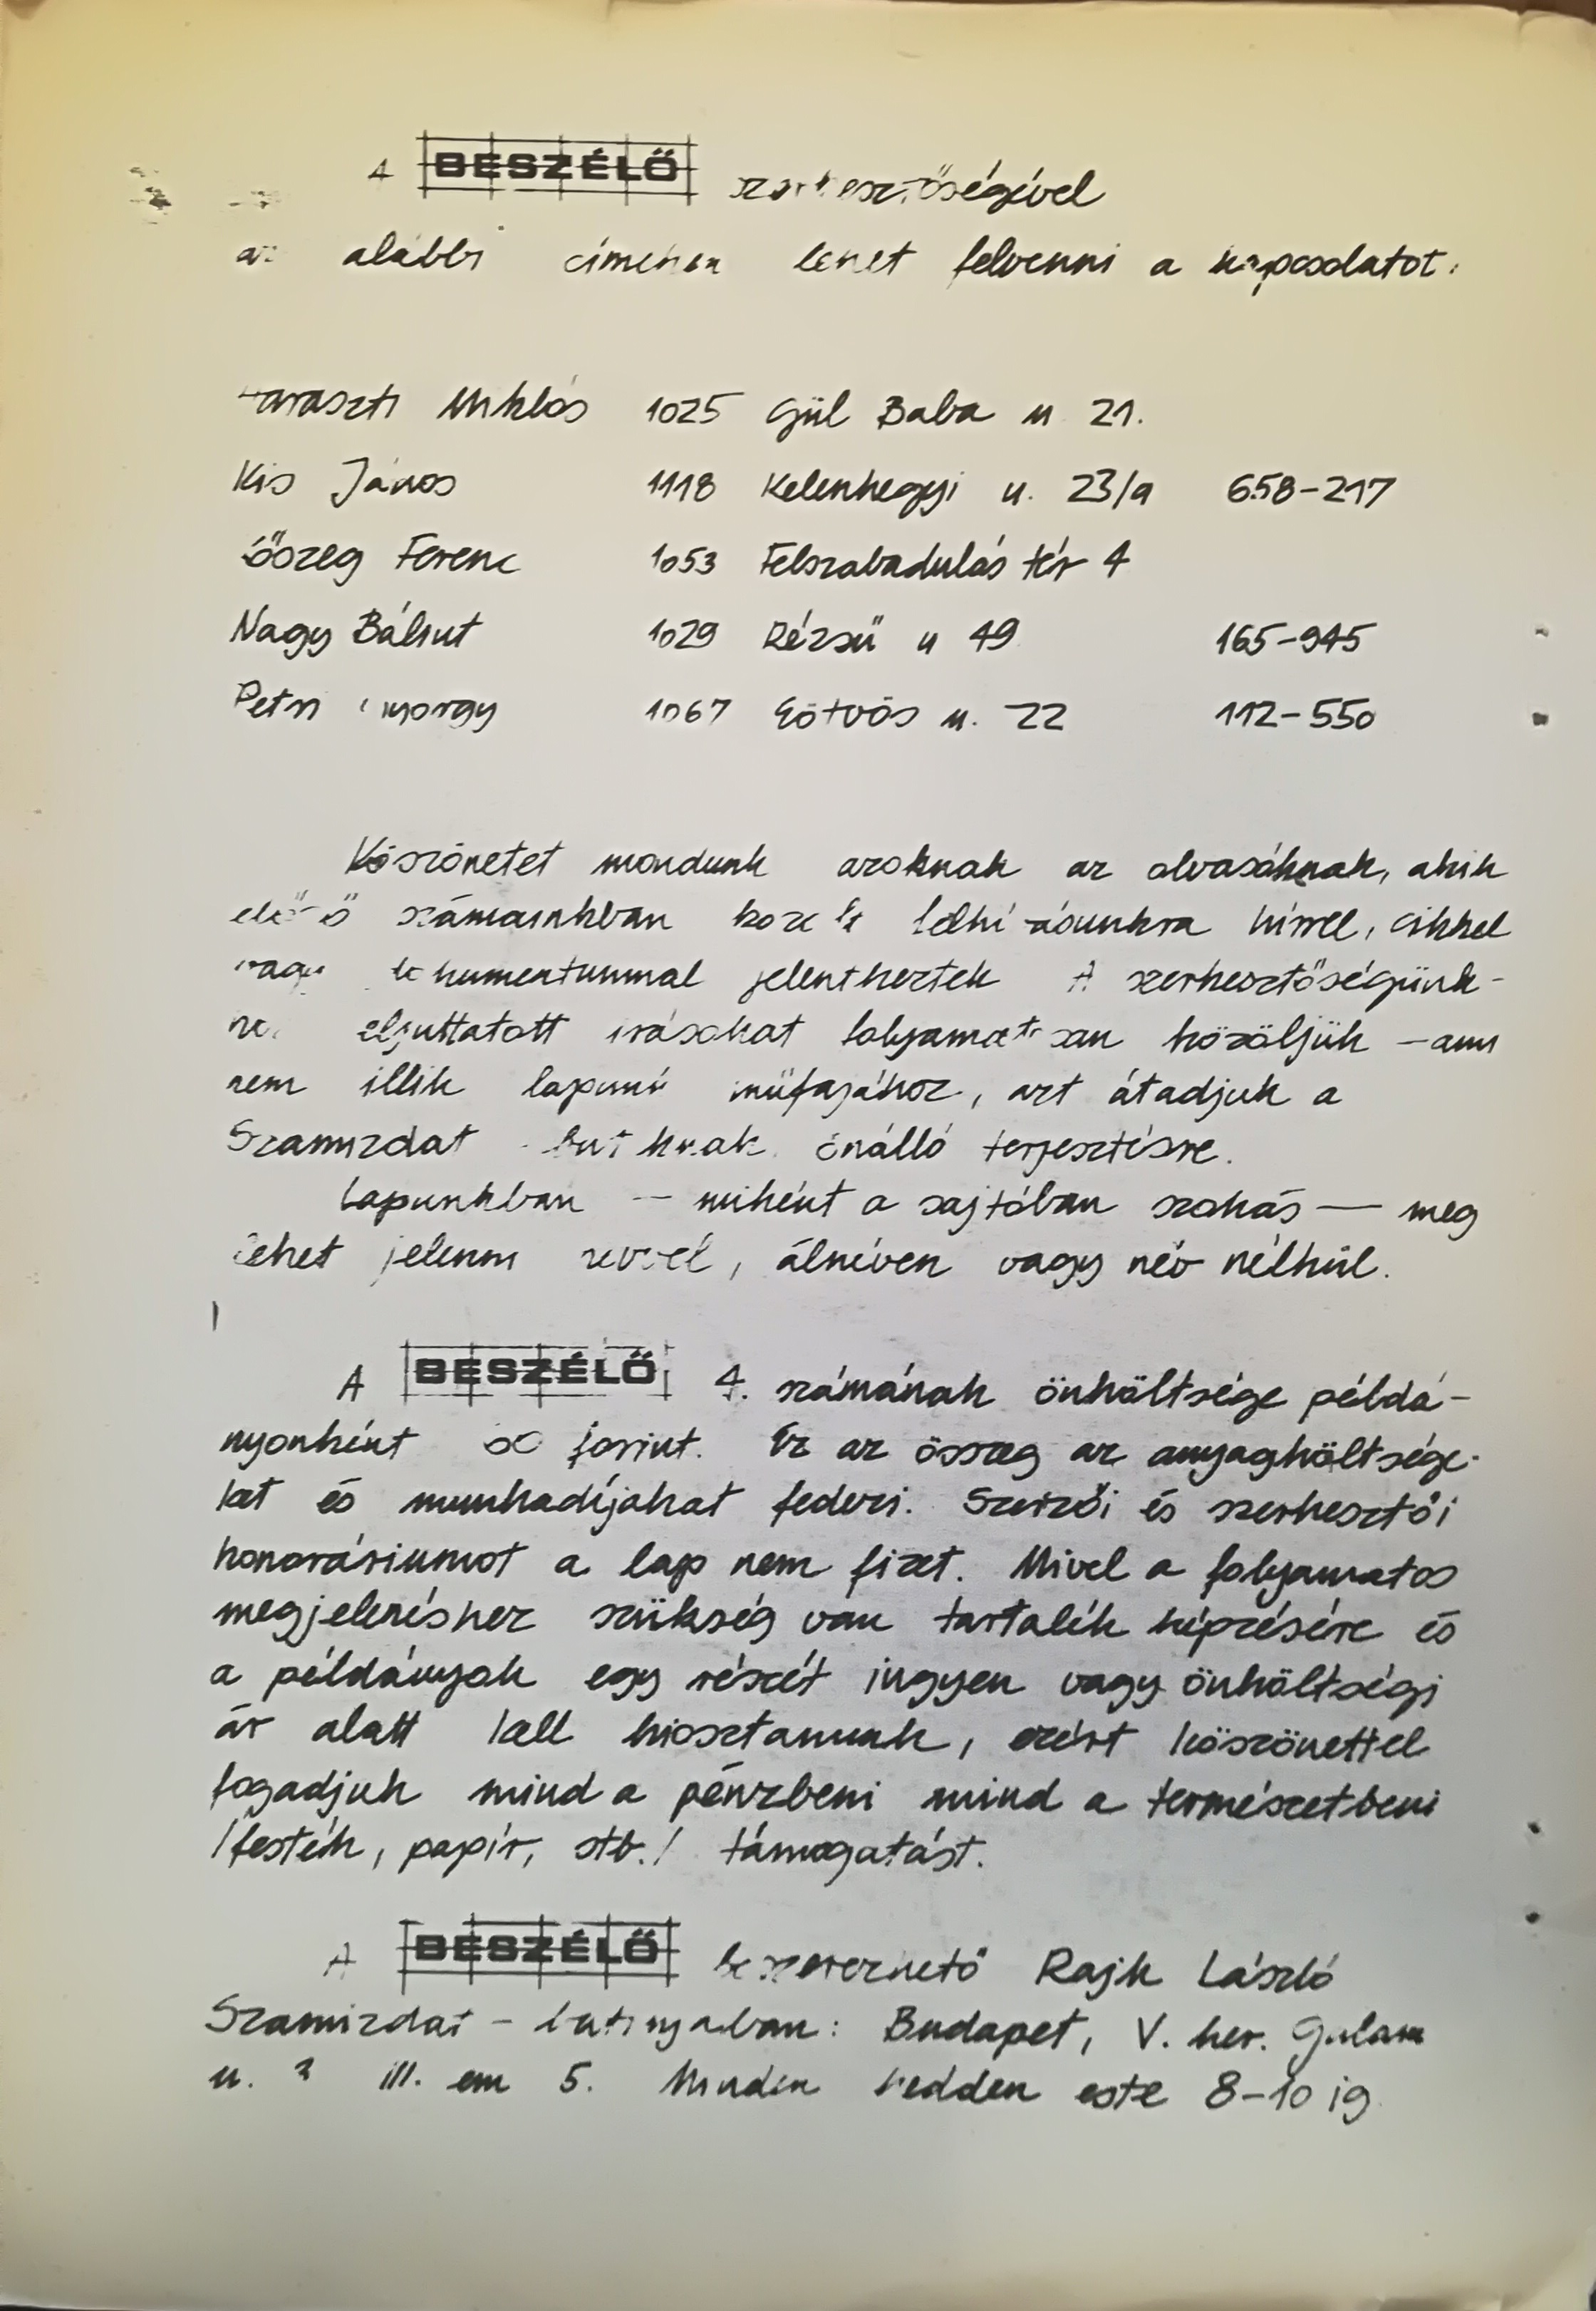 A BESZÉLŐ szerkesztőségével
az alábbi címeken lehet felvenni a kapcsolatot:
Haraszti Miklós 1025 Gül Baba u 21.
Kis János 1118 Kelenhegyi u. 23/a 658-217
Kőszeg Ferenc 1053 Felszabadulás tér 4
Nagy Bálint 1029 Rézsű u 49 165-945
Petri György 1067 Eötvös u. 22 112-550
Köszönetet mondunk azoknak az olvasóknak, akik
előző számainkban közölt felhívásunkra hírrel, cikkel
vagy dokumentummal jelentkeztek. A szerkesztőségünk-
eljuttatott írásokat folyamatosan közöljük – ami
nem illik lapunk műfajához, azt átadjuk a
Szamizdat butiknak önálló terjesztésre.
Lapunkban — miként a sajtóban szokás — meg
lehet jelenni névvel, álnéven vagy név nélkül.
A BESZÉLŐ 4. számának önköltsége példá-
nyonként forint. Ez az összeg az anyagköltsége-
ket és munkadíjakat fedezi. Szerzői és szerkesztői
honoráriumot a lap nem fizet. Mivel a folyamatos
megjelenéshez szükség van tartalék képzésére és
a példányok egy részét ingyen vagy önköltségi
ár alatt kell kiosztanunk, ezért köszönettel
fogadjuk mind a pénzbeni mind a természetbeni
/festék, papír, stb./ támogatást.
A BESZÉLŐ beszerezhető Rajk László
Szamizdat - butikjában: Budapet, V. ker. Galam
u. III. em 5. Minden kedden este 8-10 ig